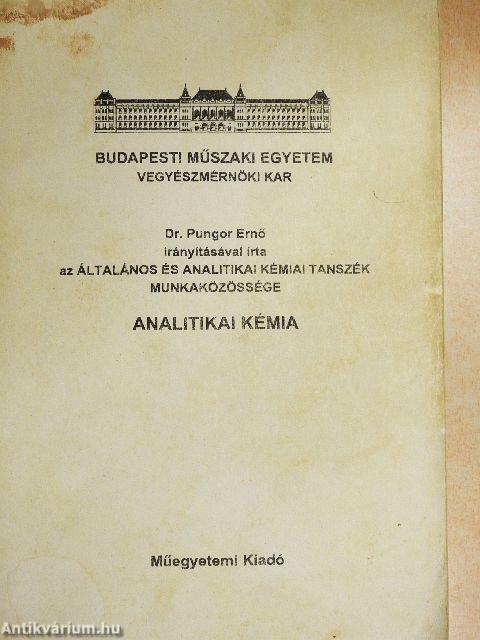 BUDAPESTI MŰSZAKI EGYETEM
VEGYÉSZMÉRNÖKI KAR
Dr. Pungor Ernő
irányításával írta
az ÁLTALÁNOS ÉS ANALITIKAI KÉMIAI TANSZÉK
MUNKAKÖZÖSSÉGE
ANALITIKAI KÉMIA
Műegyetemi Kiadó
Antikvárium.hu